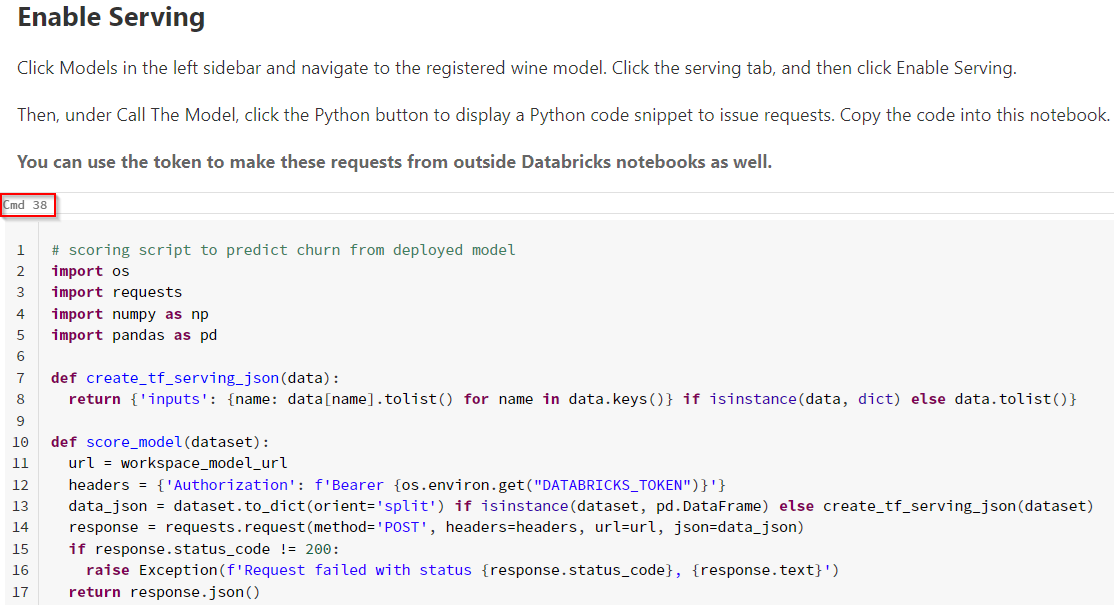 Enable Serving
Click Models in the left sidebar and navigate to the registered wine model. Click the serving tab, and then click Enable Serving.
Then, under Call The Model, click the Python button to display a Python code snippet to issue requests. Copy the code into this notebook.
You can use the token to make these requests from outside Databricks notebooks as well.
Cmd 38
1 # scoring script to predict churn from deployed model
2 import os
3 import requests
4 import numpy as np
5 import pandas as pd
6
7 def create_tf_serving_json(data):
8   return {'inputs': {name: data[name].tolist() for name in data.keys()} if isinstance(data, dict) else data.tolist()}
9
10 def score_model(dataset):
11   url = workspace_model_url
12   headers = {'Authorization': f'Bearer {os.environ.get("DATABRICKS_TOKEN")}'}
13   data_json = dataset.to_dict(orient='split') if isinstance(dataset, pd.DataFrame) else create_tf_serving_json(dataset)
14   response = requests.request(method='POST', headers=headers, url=url, json=data_json)
15   if response.status_code != 200:
16     raise Exception(f'Request failed with status {response.status_code}, {response.text}')
17   return response.json()